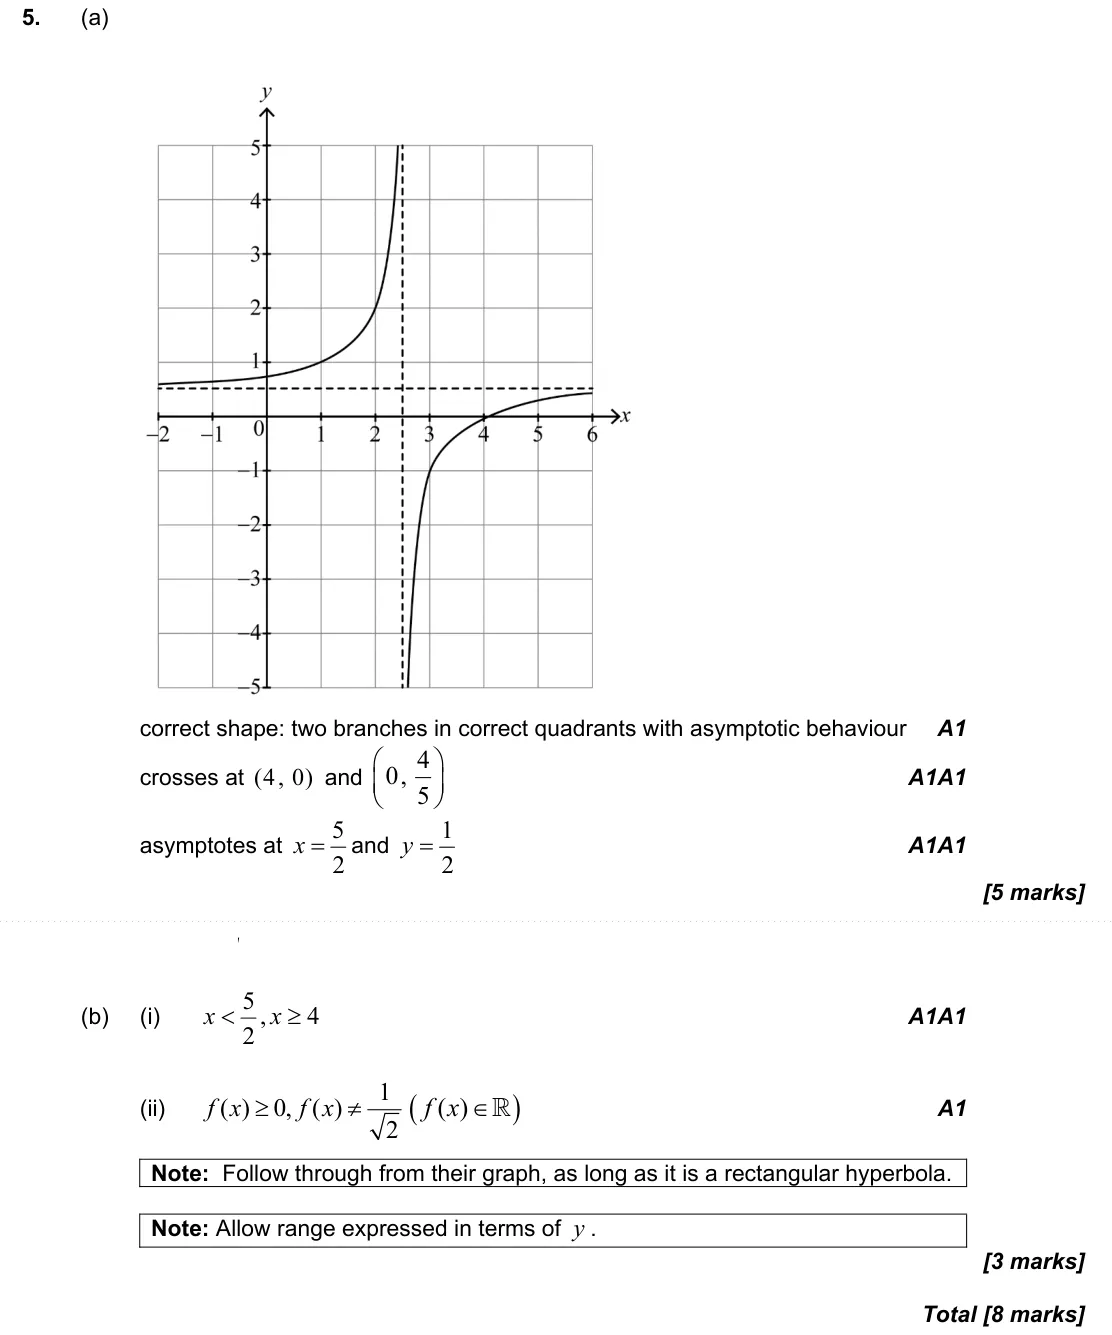 5. (a)
y
5
4
3
2
1
-2 -1 0 1 2 3 4 5 6 x
-1
-2
-3
-4
-5
correct shape: two branches in correct quadrants with asymptotic behaviour A1
crosses at (4, 0) and (0, 4/5) A1A1
asymptotes at x = 5/2 and y = 1/2 A1A1
[5 marks]
(b) (i) x < 5/2, x ≥ 4 A1A1
(ii) f(x) ≥ 0, f(x) ≠ 1/√2 (f(x) ∈ ℝ) A1
Note: Follow through from their graph, as long as it is a rectangular hyperbola.
Note: Allow range expressed in terms of y .
[3 marks]
Total [8 marks]